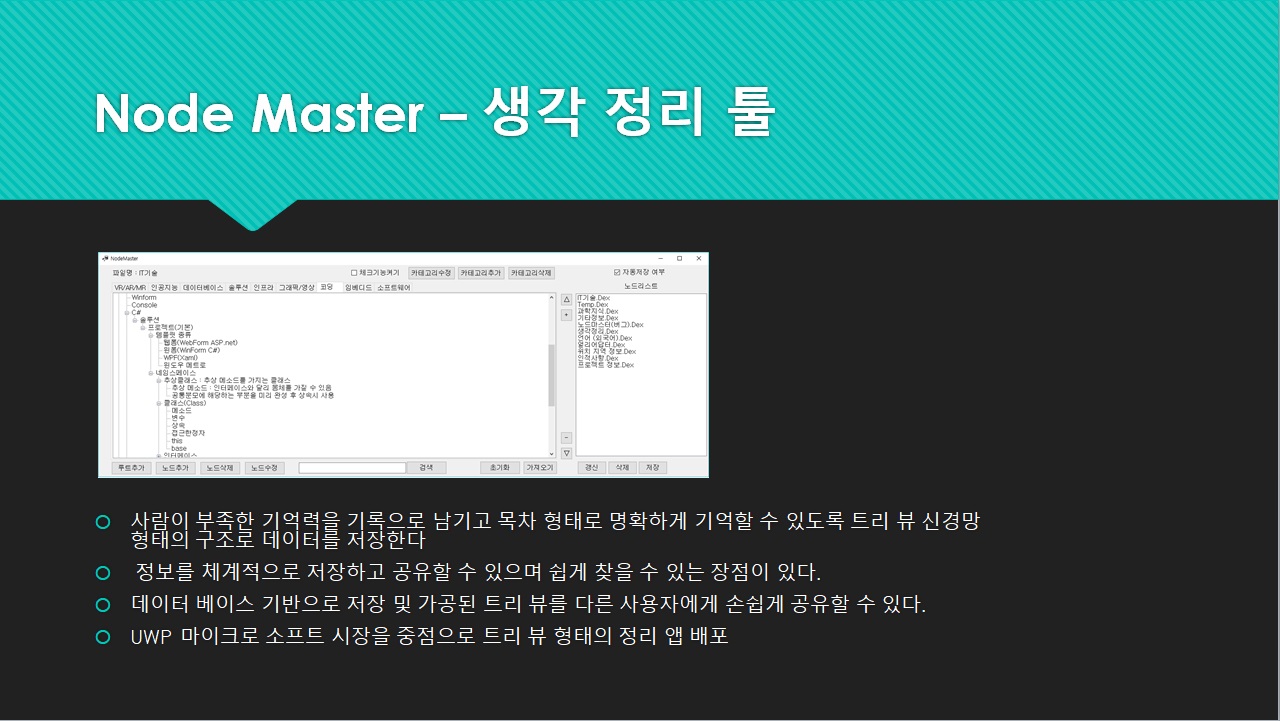 Node Master – 생각 정리 툴
NodeMaster
파일명 : IT기술
체크기능켜기 카테고리수정 카테고리추가 카테고리삭제 자동저장 여부
VR/AR/MR 인공지능 데이터베이스 솔루션 인프라 그래픽/영상 코딩 임베디드 소프트웨어
노드리스트
Winform
Console
C#
솔루션
프로젝트(기본)
템플릿 종류
웹폼(WebForm ASP.net)
윈폼(WinForm C#)
WPF(Xaml)
윈도우 메트로
네임스페이스
추상클래스 : 추상 메소드를 가지는 클래스
추상 메소드 : 인터페이스와 달리 몸체를 가질 수 있음
공통분모에 해당하는 부분을 미리 완성 후 상속시 사용
클래스(Class)
메소드
변수
상속
접근한정자
this
base
인터페이스
IT기술.Dex
Temp.Dex
과학지식.Dex
기타정보.Dex
노드마스터(버그).Dex
생각정리.Dex
언어 (외국어).Dex
얼리어답터.Dex
위치 지역 정보.Dex
인적사항.Dex
프로젝트 정보.Dex
루트추가 노드추가 노드삭제 노드수정 검색 초기화 가져오기 갱신 삭제 저장
사람이 부족한 기억력을 기록으로 남기고 목차 형태로 명확하게 기억할 수 있도록 트리 뷰 신경망
형태의 구조로 데이터를 저장한다
정보를 체계적으로 저장하고 공유할 수 있으며 쉽게 찾을 수 있는 장점이 있다.
데이터 베이스 기반으로 저장 및 가공된 트리 뷰를 다른 사용자에게 손쉽게 공유할 수 있다.
UWP 마이크로 소프트 시장을 중점으로 트리 뷰 형태의 정리 앱 배포